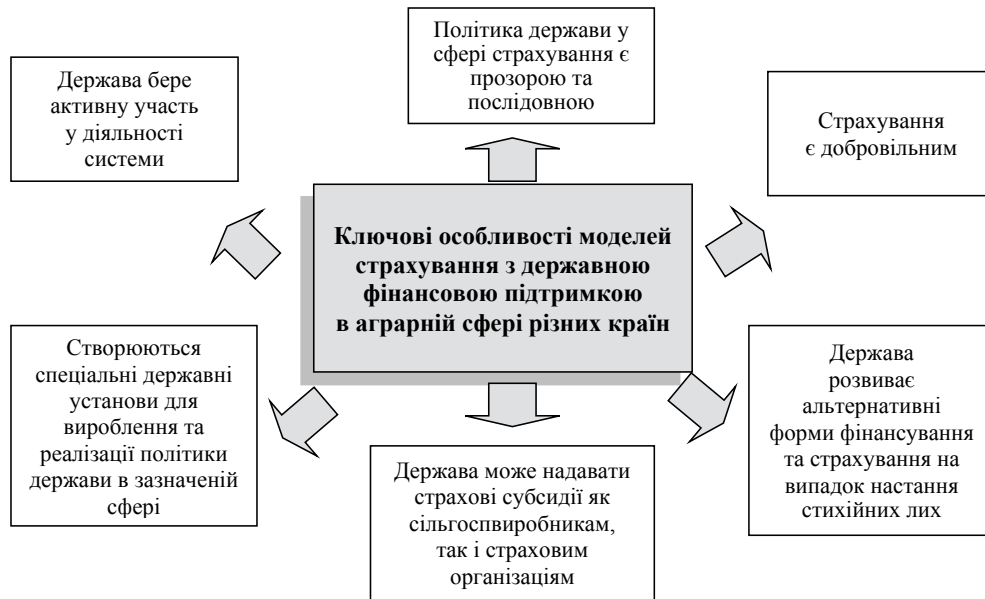 Політика держави у
сфері страхування є
прозорою та
послідовною
Держава бере
активну участь
у діяльності
системи
Страхування
є добровільним
Ключові особливості моделей
страхування з державною
фінансовою підтримкою
в аграрній сфері різних країн
Створюються
спеціальні державні
установи для
вироблення та
реалізації політики
держави в зазначеній
сфері
Держава може надавати
страхові субсидії як
сільгоспвиробникам,
так і страховим
організаціям
Держава
розвиває
альтернативні
форми фінансування
та страхування на
випадок настання
стихійних лих